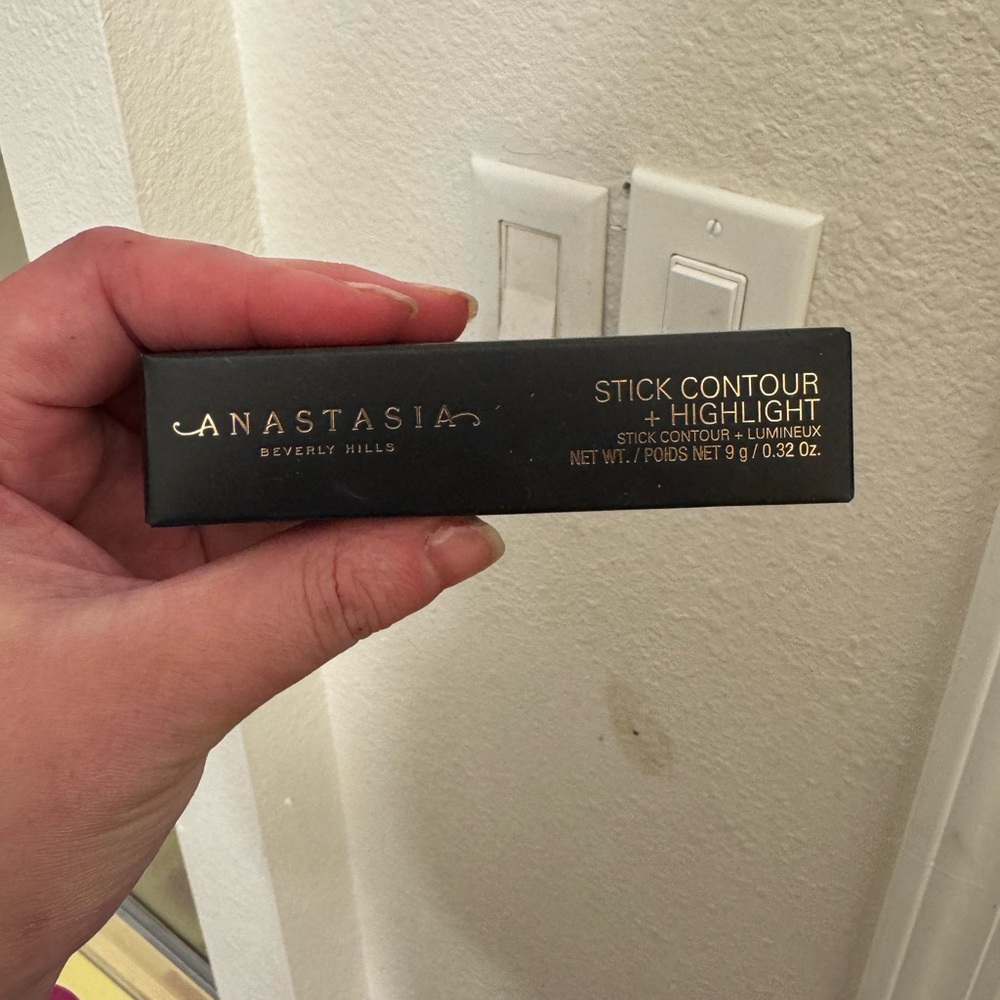 ANASTASIA
BEVERLY HILLS
STICK CONTOUR
+ HIGHLIGHT
STICK CONTOUR + LUMINEUX
NET WT. / POIDS NET 9 g / 0.32 Oz.